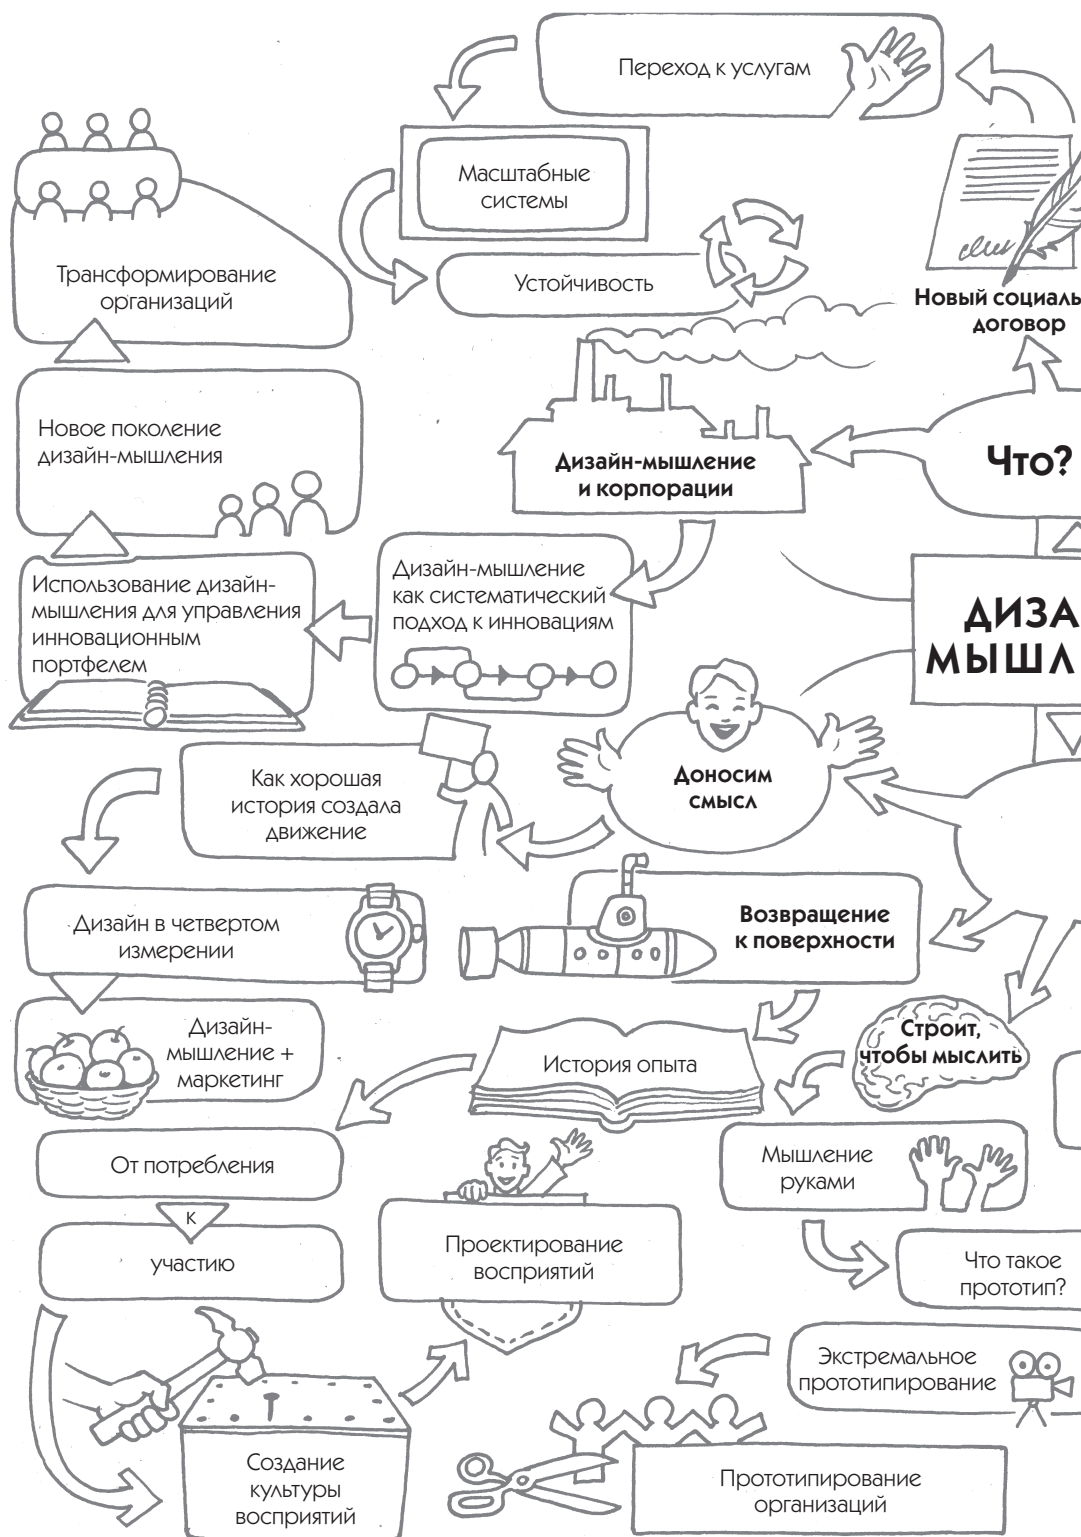 Переход к услугам
Масштабные
системы
Устойчивость
Трансформирование
организаций
Новый социаль
договор
Новое поколение
дизайн-мышления
Что?
Дизайн-мышление
и корпорации
Использование дизайн-
мышления для управления
инновационным
портфелем
Дизайн-мышление
как систематический
подход к инновациям
ДИЗА
МЫШЛ
Доносим
смысл
Как хорошая
история создала
движение
Дизайн в четвертом
измерении
Возвращение
к поверхности
Дизайн-
мышление +
маркетинг
История опыта
Строит,
чтобы мыслить
От потребления
к
участию
Мышление
руками
Проектирование
восприятий
Что такое
прототип?
Экстремальное
прототипирование
Создание
культуры
восприятий
Прототипирование
организаций